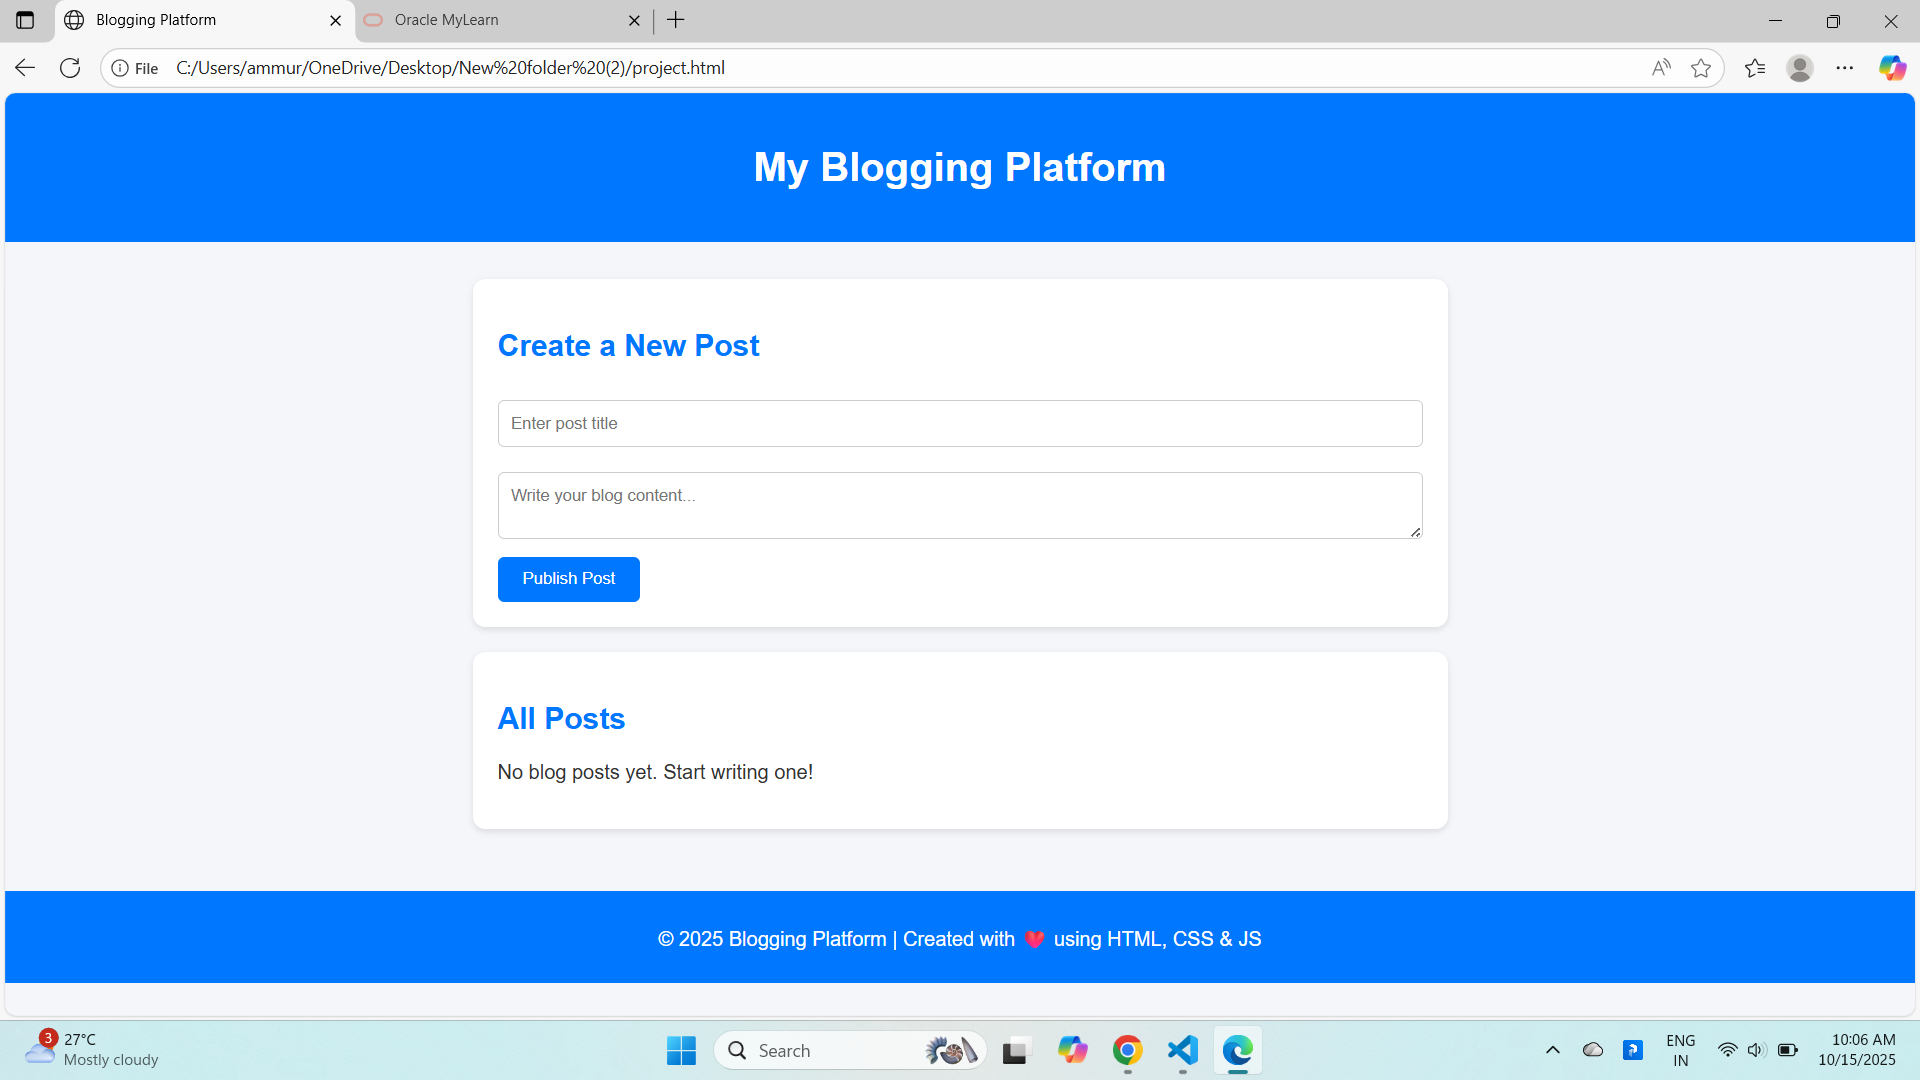 Blogging Platform
Oracle MyLearn
File C:/Users/ammur/OneDrive/Desktop/New%20folder%20(2)/project.html
My Blogging Platform
Create a New Post
Enter post title
Write your blog content...
Publish Post
All Posts
No blog posts yet. Start writing one!
© 2025 Blogging Platform | Created with ❤️ using HTML, CSS & JS
3
27°C
Mostly cloudy
Search
ENG
IN
10:06 AM
10/15/2025